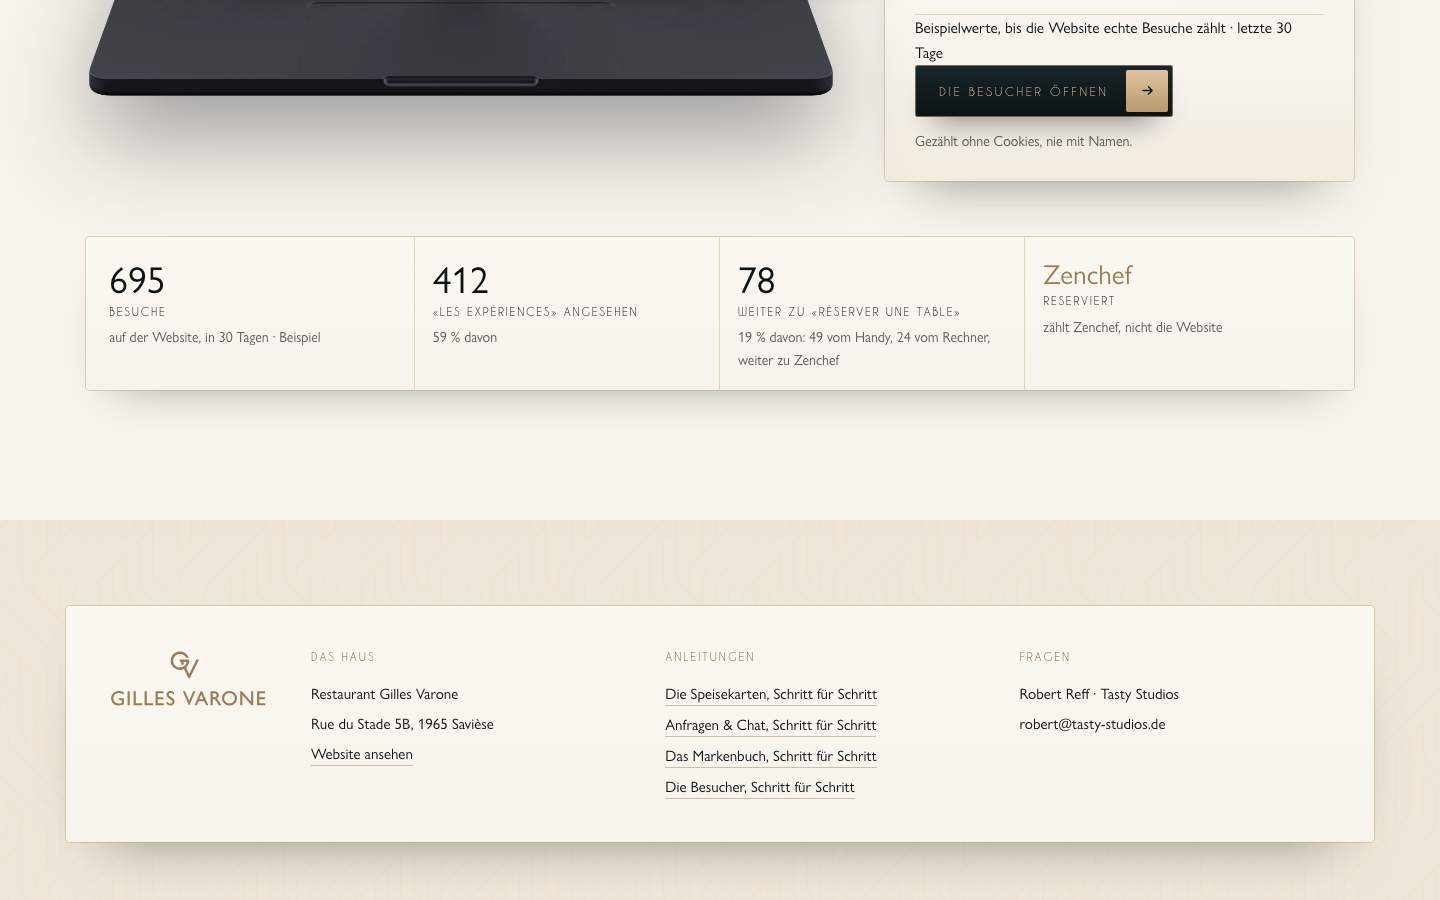 Beispielwerte, bis die Website echte Besuche zählt · letzte 30
Tage
DIE BESUCHER ÖFFNEN
Gezählt ohne Cookies, nie mit Namen.
695
BESUCHE
auf der Website, in 30 Tagen · Beispiel
412
«LES EXPÉRIENCES» ANGESEHEN
59 % davon
78
WEITER ZU «RÉSERVER UNE TABLE»
19 % davon: 49 vom Handy, 24 vom Rechner,
weiter zu Zenchef
Zenchef
RESERVIERT
zählt Zenchef, nicht die Website
GV
GILLES VARONE
DAS HAUS
Restaurant Gilles Varone
Rue du Stade 5B, 1965 Savièse
Website ansehen
ANLEITUNGEN
Die Speisekarten, Schritt für Schritt
Anfragen & Chat, Schritt für Schritt
Das Markenbuch, Schritt für Schritt
Die Besucher, Schritt für Schritt
FRAGEN
Robert Reff · Tasty Studios
robert@tasty-studios.de